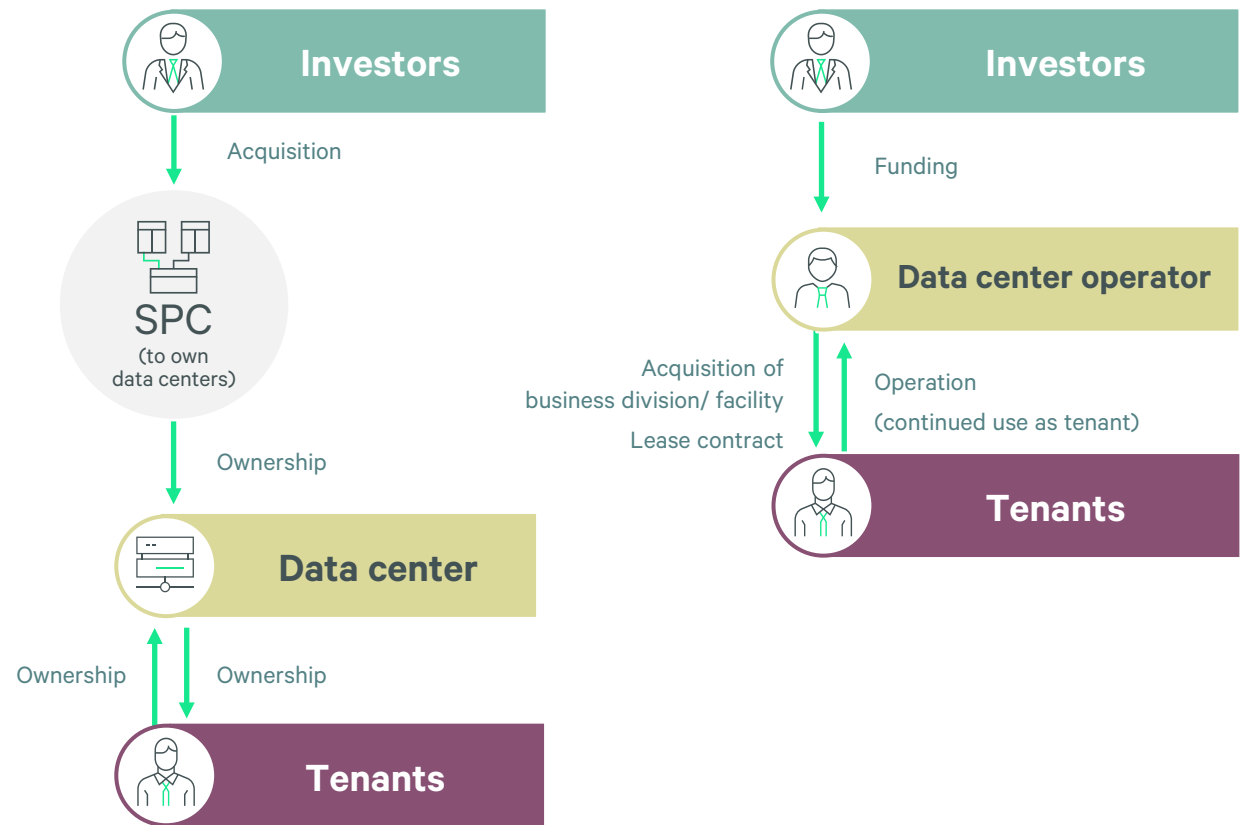 Investors
Acquisition
SPC
(to own
data centers)
Ownership
Data center
Ownership
Ownership
Tenants
Investors
Funding
Data center operator
Acquisition of
business division/ facility
Lease contract
Operation
(continued use as tenant)
Tenants